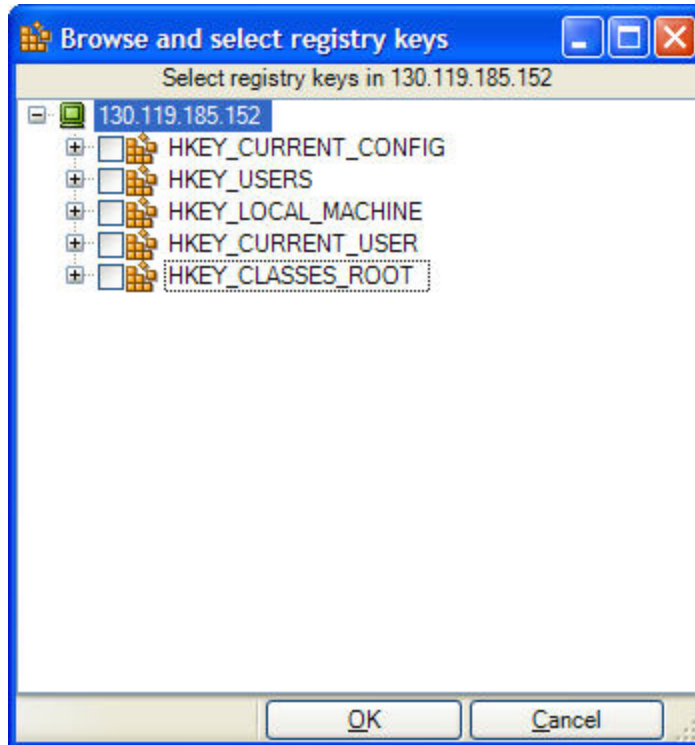 Browse and select registry keys
Select registry keys in 130.119.185.152
130.119.185.152
HKEY_CURRENT_CONFIG
HKEY_USERS
HKEY_LOCAL_MACHINE
HKEY_CURRENT_USER
HKEY_CLASSES_ROOT
OK Cancel